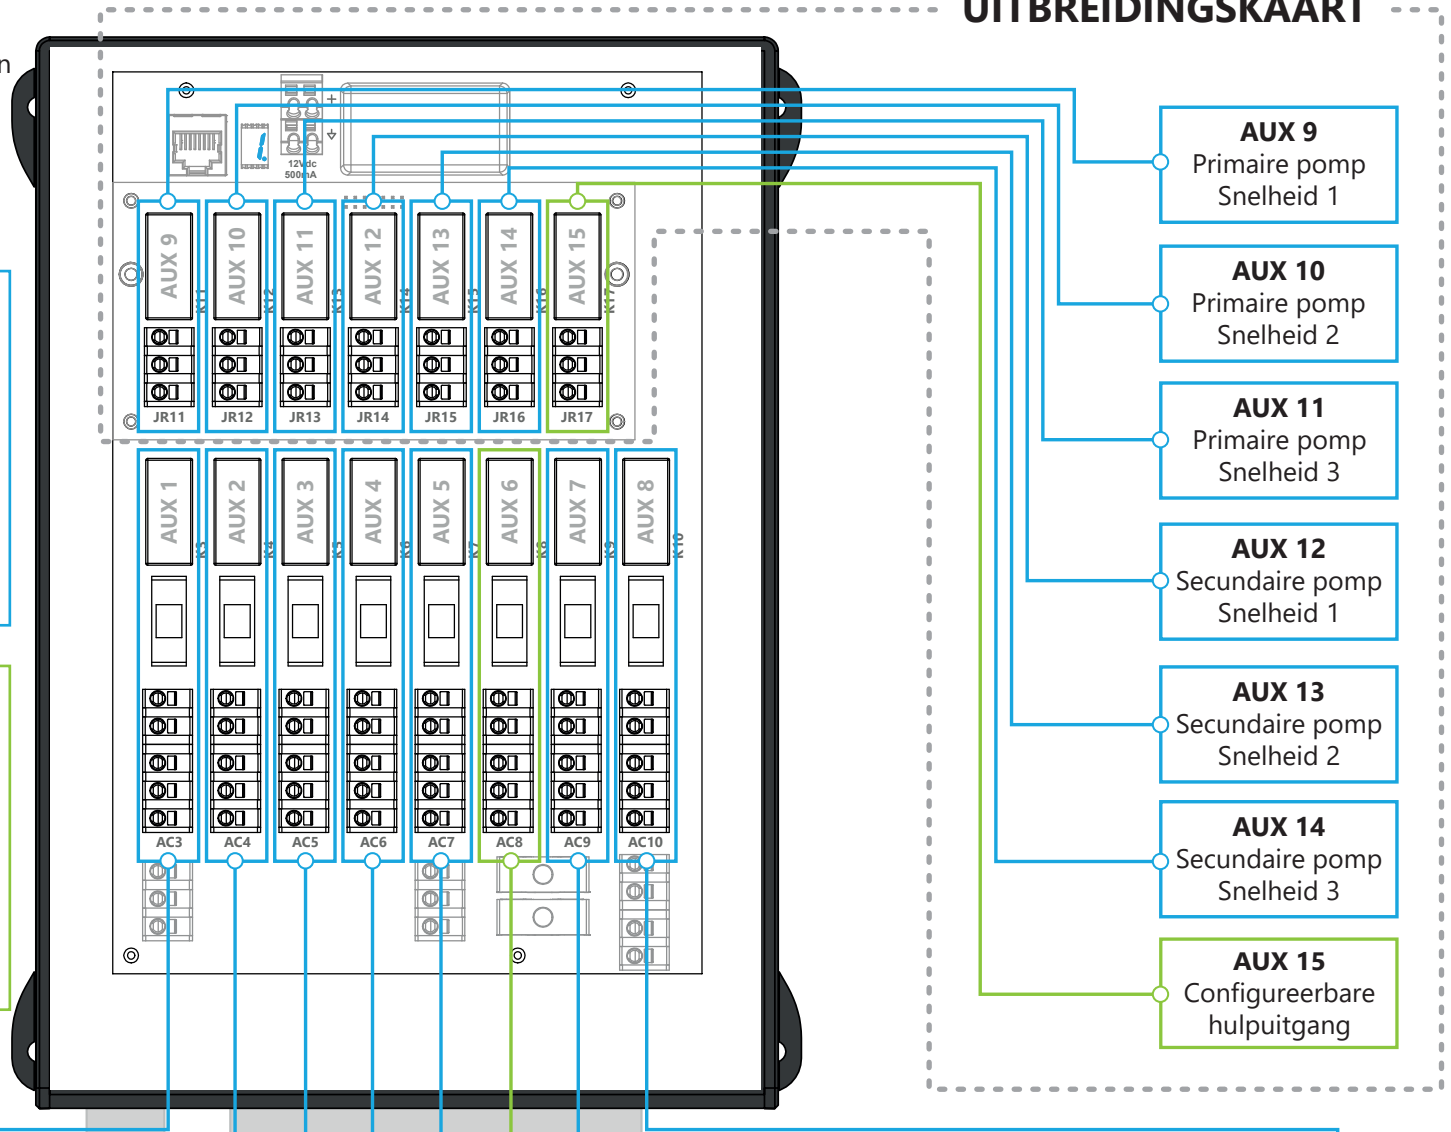 UITBREIDINGSKAART
n
+
12Vdc
500mA
1.
AUX 9
AUX 10
AUX 11
AUX 12
AUX 13
AUX 14
AUX 15
K11
K12
K13
K14
K15
K16
K17
JR11
JR12
JR13
JR14
JR15
JR16
JR17
AUX 1
AUX 2
AUX 3
AUX 4
AUX 5
AUX 6
AUX 7
AUX 8
K3
K4
K5
K6
K7
K8
K9
K10
AC3
AC4
AC5
AC6
AC7
AC8
AC9
AC10
AUX 9
Primaire pomp
Snelheid 1
AUX 10
Primaire pomp
Snelheid 2
AUX 11
Primaire pomp
Snelheid 3
AUX 12
Secundaire pomp
Snelheid 1
AUX 13
Secundaire pomp
Snelheid 2
AUX 14
Secundaire pomp
Snelheid 3
AUX 15
Configureerbare
hulpuitgang